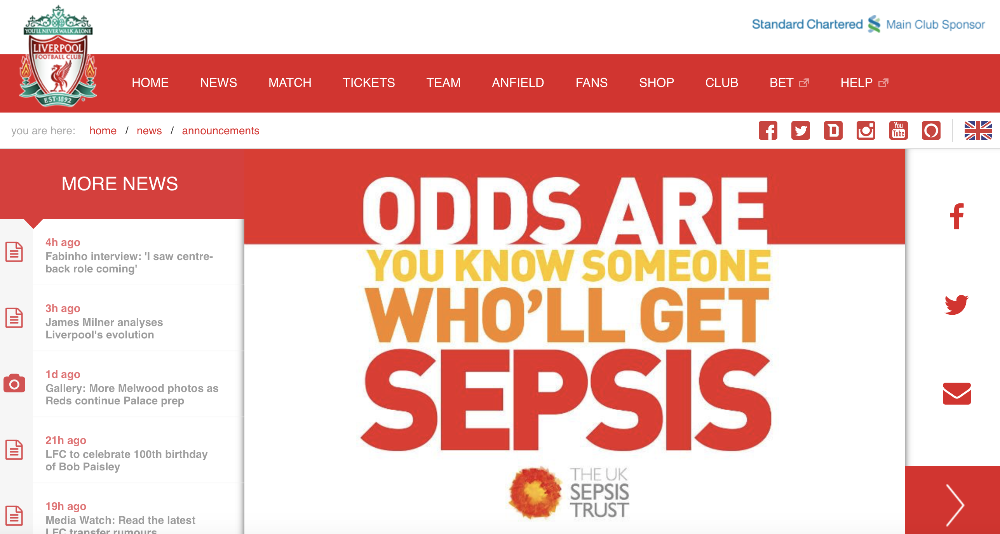 YOU'LL NEVER WALK ALONE
LIVERPOOL
FOOTBALL CLUB
EST·1892
Standard Chartered Main Club Sponsor
HOME NEWS MATCH TICKETS TEAM ANFIELD FANS SHOP CLUB BET HELP
you are here: home / news / announcements
You
Tube
MORE NEWS
4h ago
Fabinho interview: 'I saw centre-
back role coming'
3h ago
James Milner analyses
Liverpool's evolution
1d ago
Gallery: More Melwood photos as
Reds continue Palace prep
21h ago
LFC to celebrate 100th birthday
of Bob Paisley
19h ago
Media Watch: Read the latest
LFC transfer rumours
ODDS ARE
YOU KNOW SOMEONE
WHO'LL GET
SEPSIS
THE UK
SEPSIS
TRUST